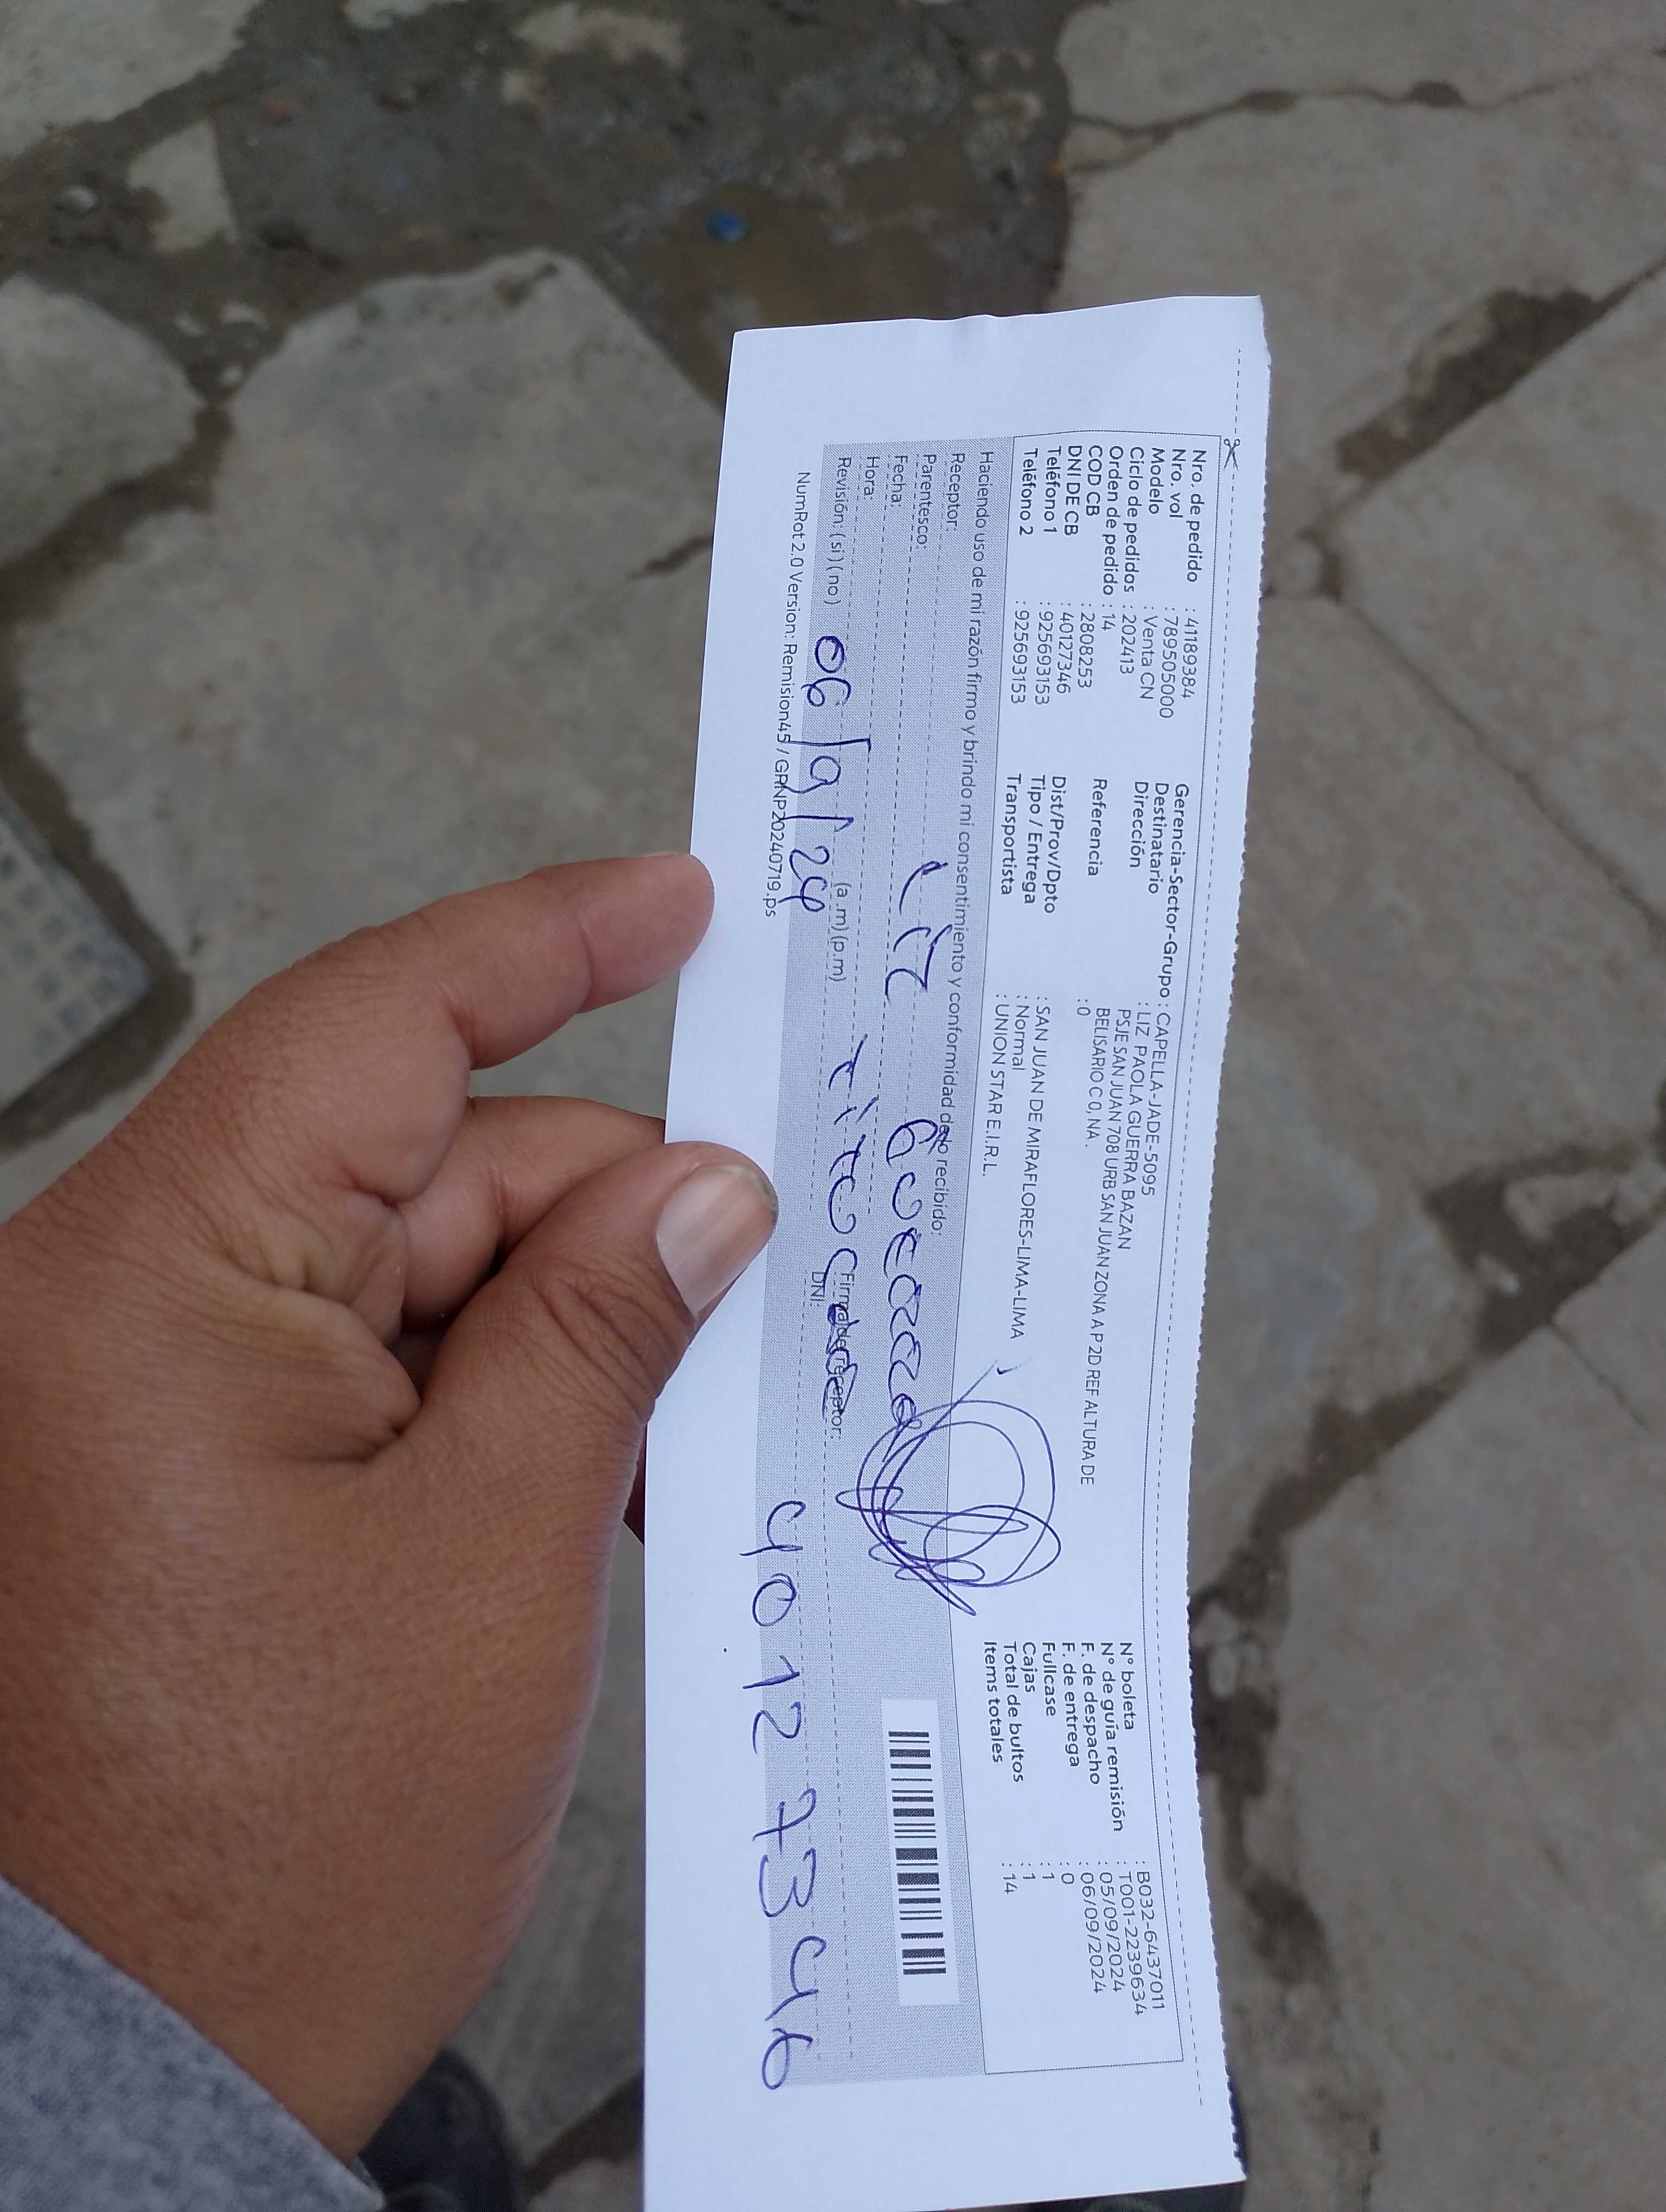 Nro. de pedido : 41189384
Nro. vol : 789505000
Modelo : Venta CN
Ciclo de pedidos : 202413
Orden de pedido : 14
COD CB : 2808253
DNI DE CB : 40127346
Teléfono 1 : 925693153
Teléfono 2 : 925693153
Gerencia-Sector-Grupo : CAPELLA-JADE-5095
Destinatario : LIZ PAOLA GUERRA BAZAN
Dirección PSJE SAN JUAN 708 URB SAN JUAN ZONA A P 2D REF ALTURA DE
BELISARIO C 0, NA .
Referencia : 0
Dist/Prov/Dpto : SAN JUAN DE MIRAFLORES-LIMA-LIMA
Tipo / Entrega : Normal
Transportista : UNION STAR E.I.R.L.
N° boleta : B032-6437011
N° de guía remisión : T001-2239634
F. de despacho : 05/09/2024
F. de entrega : 06/09/2024
Fullcase : 0
Cajas : 1
Total de bultos : 1
Items totales : 14
Haciendo uso de mi razón firmo y brindo mi consentimiento y conformidad de lo recibido:
Receptor: Liz Guerra
Parentesco: Titular
Fecha:
Hora: (a.m) (p.m)
Firma de receptor:
Revisión: (si) (no) 06/9/24
DNI: 40127346
NumRot 2.0 Version: Remision45 / GRNP20240719.ps